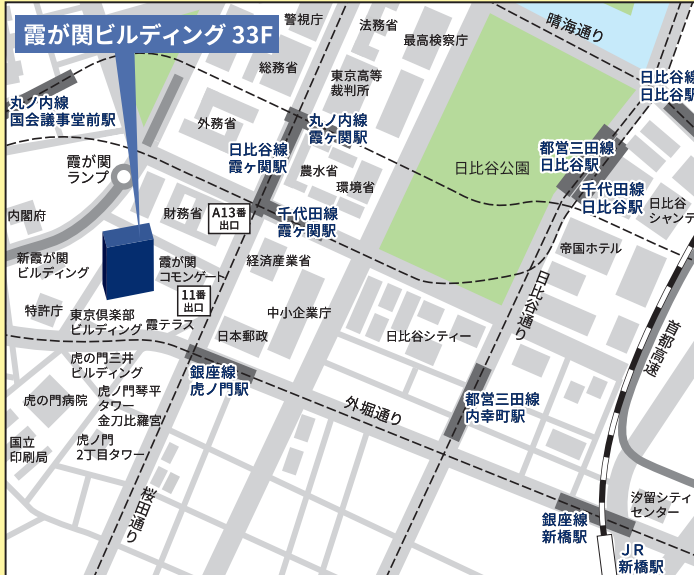 霞が関ビルディング 33F
警視庁
法務省
最高検察庁
晴海通り
総務省
東京高等
裁判所
日比谷線
日比谷駅
丸ノ内線
国会議事堂前駅
外務省
丸ノ内線
霞ヶ関駅
日比谷線
霞ヶ関駅
都営三田線
日比谷駅
霞が関
ランプ
農水省
環境省
日比谷公園
千代田線
日比谷駅
日比谷
シャンテ
内閣府
財務省
A13番
出口
千代田線
霞ヶ関駅
帝国ホテル
新霞が関
ビルディング
霞が関
コモンゲート
経済産業省
日比谷通り
11番
出口
特許庁
東京倶楽部
ビルディング
霞テラス
中小企業庁
日本郵政
日比谷シティー
首都高速
虎の門三井
ビルディング
銀座線
虎ノ門駅
虎の門病院
虎ノ門琴平
タワー
金刀比羅宮
外堀通り
都営三田線
内幸町駅
国立
印刷局
虎ノ門
2丁目タワー
桜田通り
汐留シティ
センター
銀座線
新橋駅
JR
新橋駅